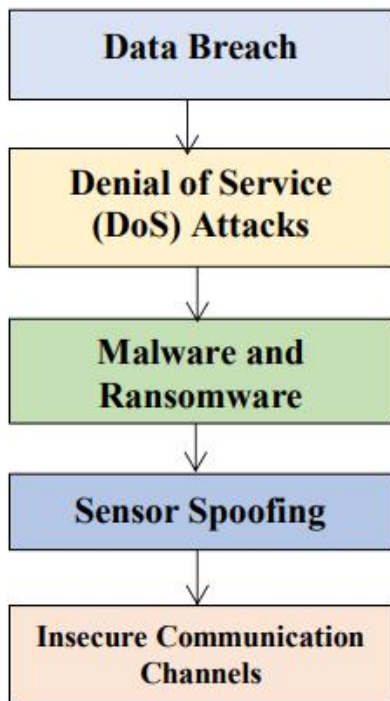 Data Breach
Denial of Service
(DoS) Attacks
Malware and
Ransomware
Sensor Spoofing
Insecure Communication
Channels